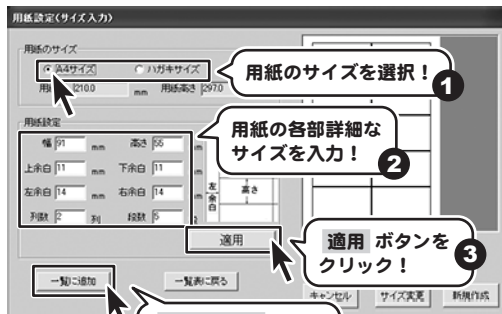 用紙設定(サイズ入力)
用紙のサイズ
A4サイズ
ハガキサイズ
210.0 mm 用紙高さ 297.0
用紙のサイズを選択！
1
用紙設定
幅 91 mm 高さ 55 mm
上余白 11 mm 下余白 11 mm
左余白 14 mm 右余白 14 mm
列数 2 列 段数 5
左余白
高さ
用紙の各部詳細な
サイズを入力！
2
適用
適用 ボタンを
クリック！
3
一覧に追加
一覧表に戻る
キャンセル
サイズ変更
新規作成